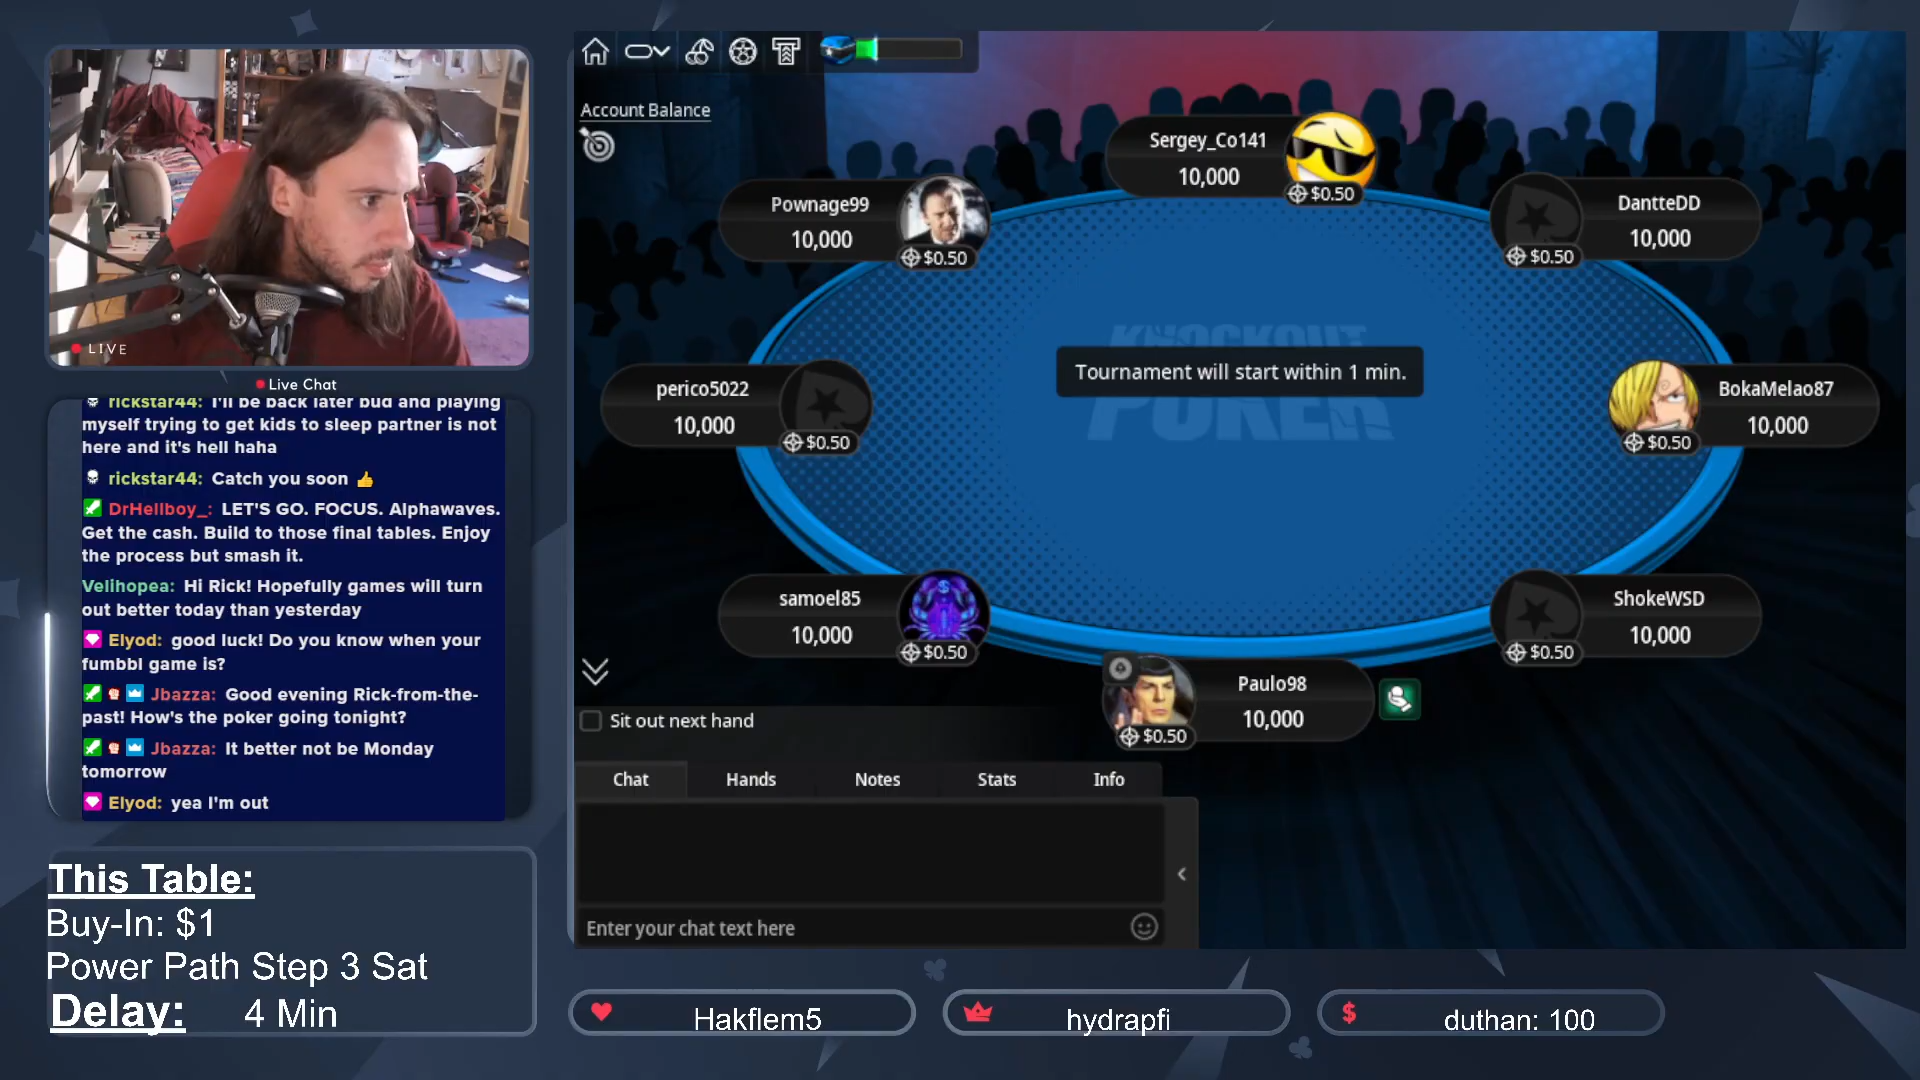 LIVE
Live Chat
rickstar44: I'll be back later bud and playing
myself trying to get kids to sleep partner is not
here and it's hell haha
rickstar44: Catch you soon 👍
DrHellboy_: LET'S GO. FOCUS. Alphawaves.
Get the cash. Build to those final tables. Enjoy
the process but smash it.
Velihopea: Hi Rick! Hopefully games will turn
out better today than yesterday
Elyod: good luck! Do you know when your
fumbbl game is?
Jbazza: Good evening Rick-from-the-
past! How's the poker going tonight?
Jbazza: It better not be Monday
tomorrow
Elyod: yea I'm out
This Table:
Buy-In: $1
Power Path Step 3 Sat
Delay: 4 Min
Account Balance
Sergey_Co141
10,000
$0.50
Pownage99
10,000
$0.50
DantteDD
10,000
$0.50
KNOCKOUT
POKER
Tournament will start within 1 min.
perico5022
10,000
$0.50
BokaMelao87
10,000
$0.50
samoel85
10,000
$0.50
ShokeWSD
10,000
$0.50
Paulo98
10,000
$0.50
Sit out next hand
Chat Hands Notes Stats Info
Enter your chat text here
Hakflem5
hydrapfi
duthan: 100